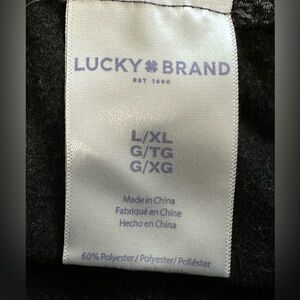 LUCKY BRAND
EST. 1990
L/XL
G/TG
G/XG
Made in China
Fabriqué en Chine
Hecho en China
60% Polyester/Polyester/Poliéster